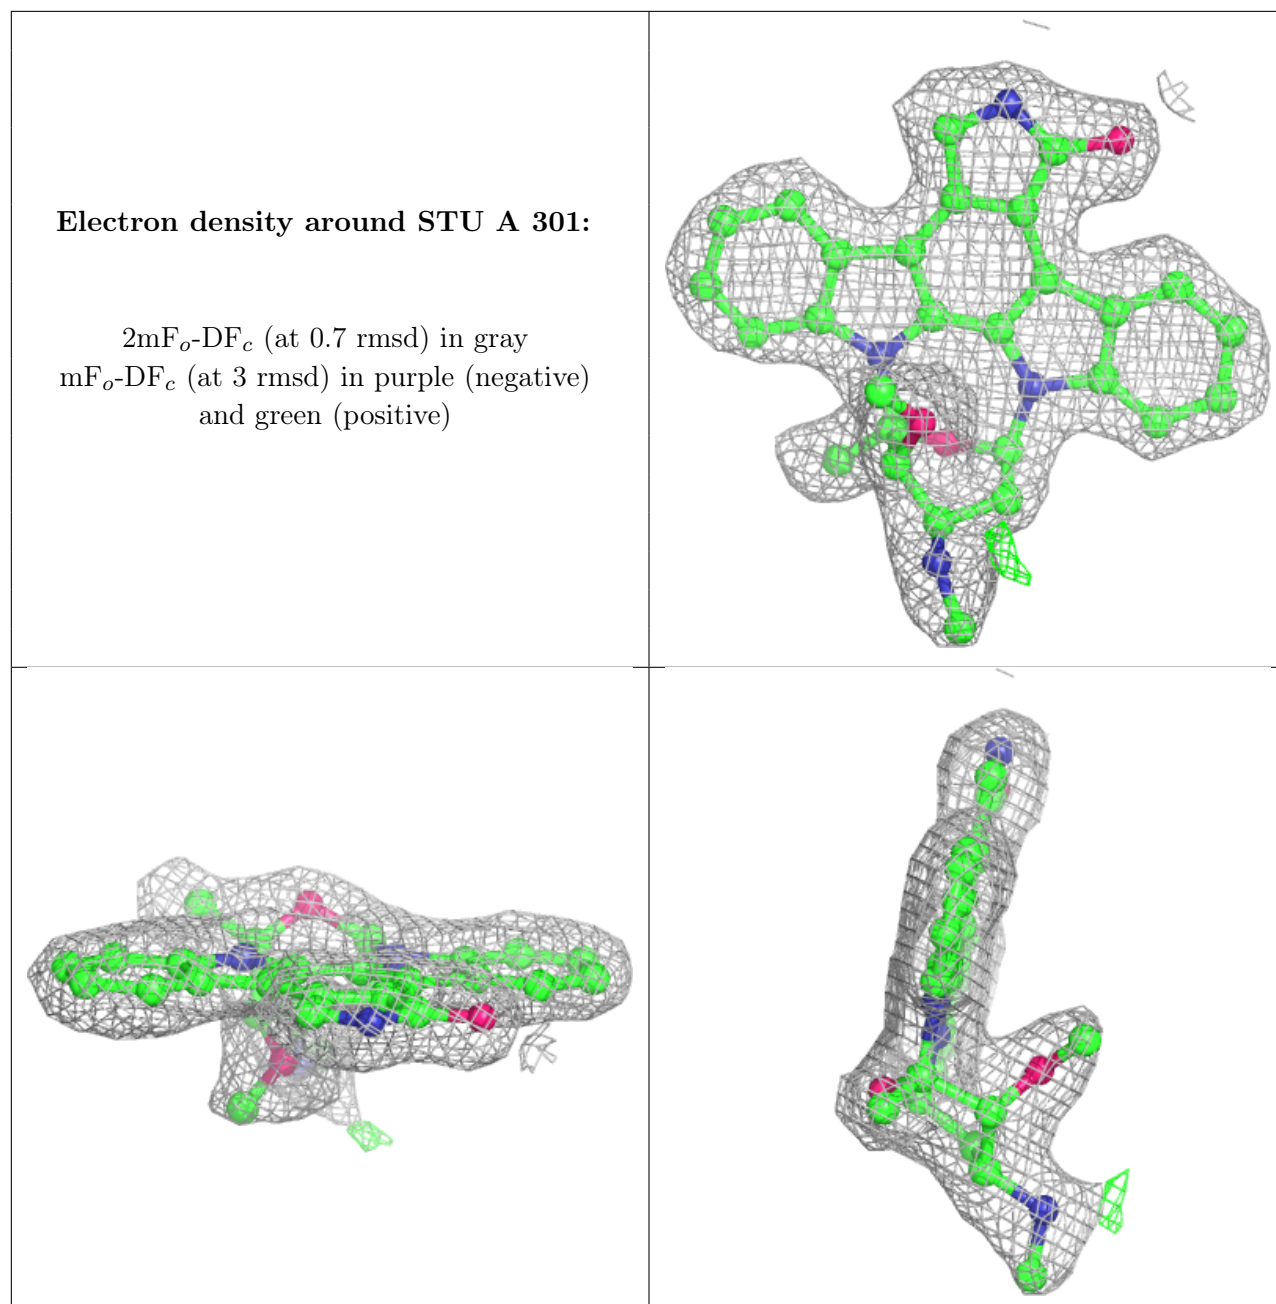 Electron density around STU A 301:
2mFₒ-DF𝒸 (at 0.7 rmsd) in gray
mFₒ-DF𝒸 (at 3 rmsd) in purple (negative)
and green (positive)